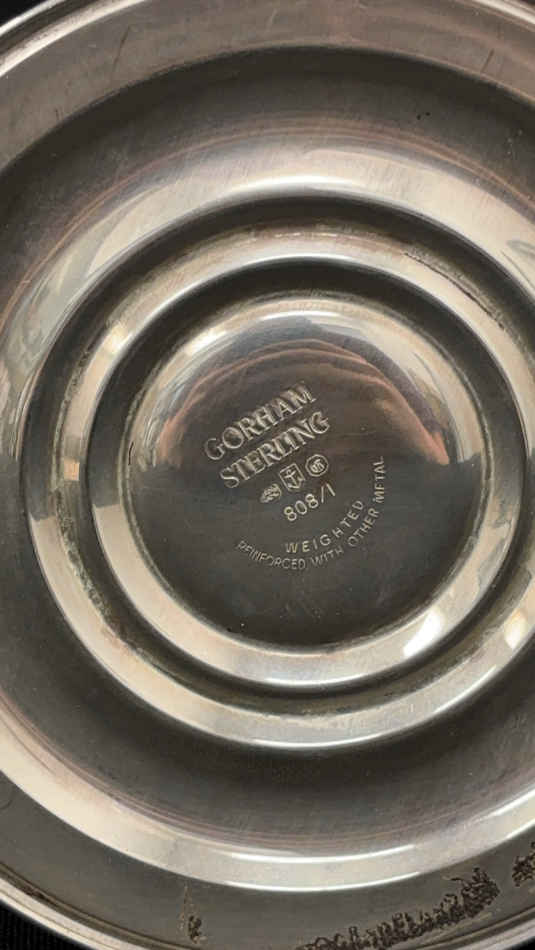 GORHAM
STERLING
808/1
WEIGHTED
REINFORCED WITH OTHER METAL